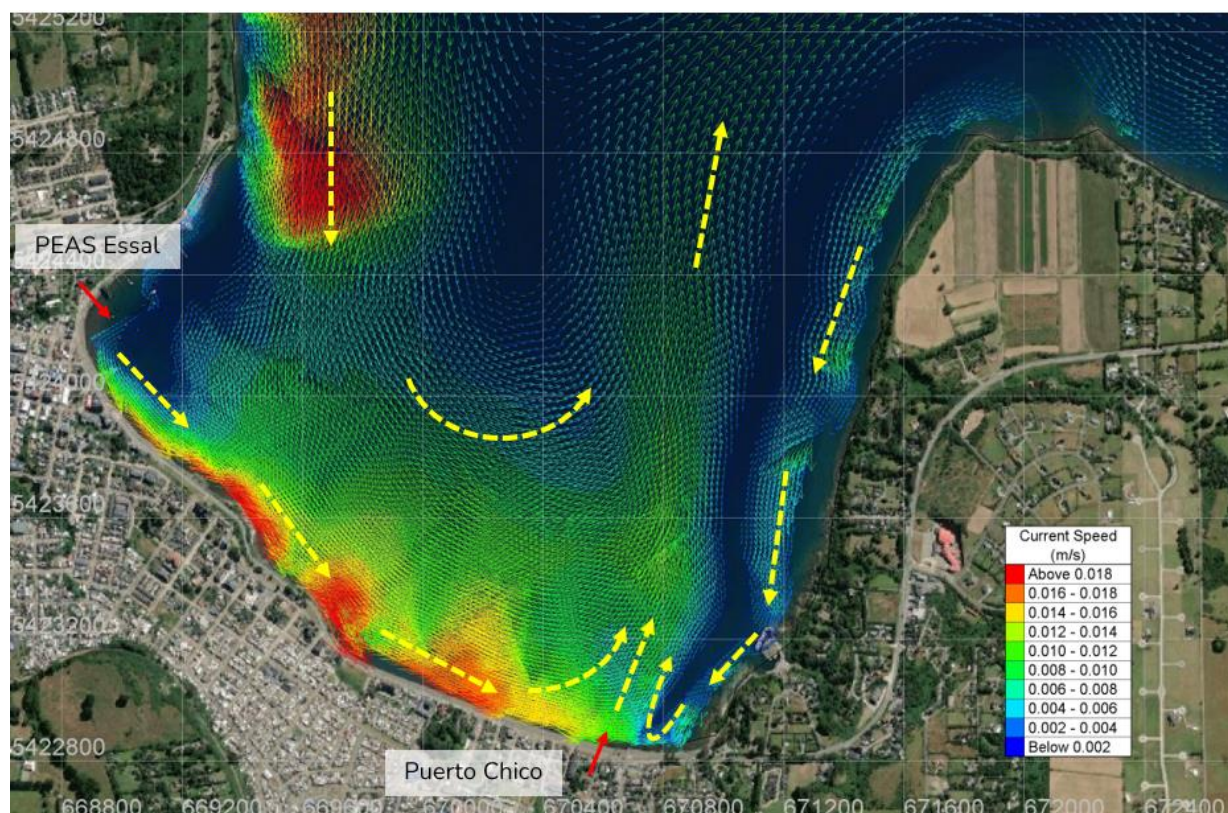 5425200
5424800
PEAS Essal
5424400
5424000
5423600
Current Speed
(m/s)
Above 0.018
0.016 - 0.018
0.014 - 0.016
0.012 - 0.014
0.010 - 0.012
0.008 - 0.010
0.006 - 0.008
0.004 - 0.006
0.002 - 0.004
Below 0.002
5423200
5422800
Puerto Chico
668800 669200 669600 670000 670400 670800 671200 671600 672000 672400